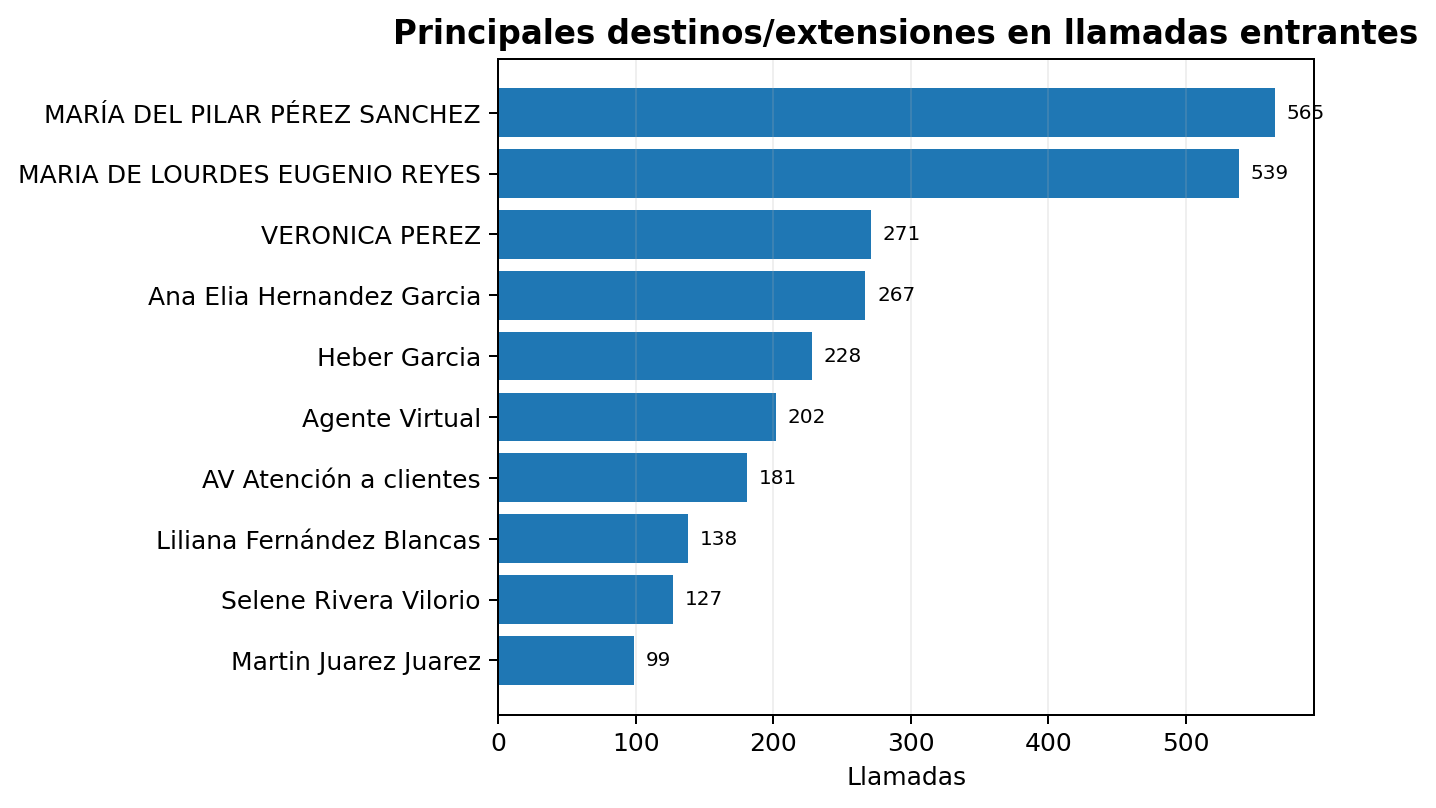 Principales destinos/extensiones en llamadas entrantes
MARÍA DEL PILAR PÉREZ SANCHEZ 565
MARIA DE LOURDES EUGENIO REYES 539
VERONICA PEREZ 271
Ana Elia Hernandez Garcia 267
Heber Garcia 228
Agente Virtual 202
AV Atención a clientes 181
Liliana Fernández Blancas 138
Selene Rivera Vilorio 127
Martin Juarez Juarez 99
0 100 200 300 400 500
Llamadas